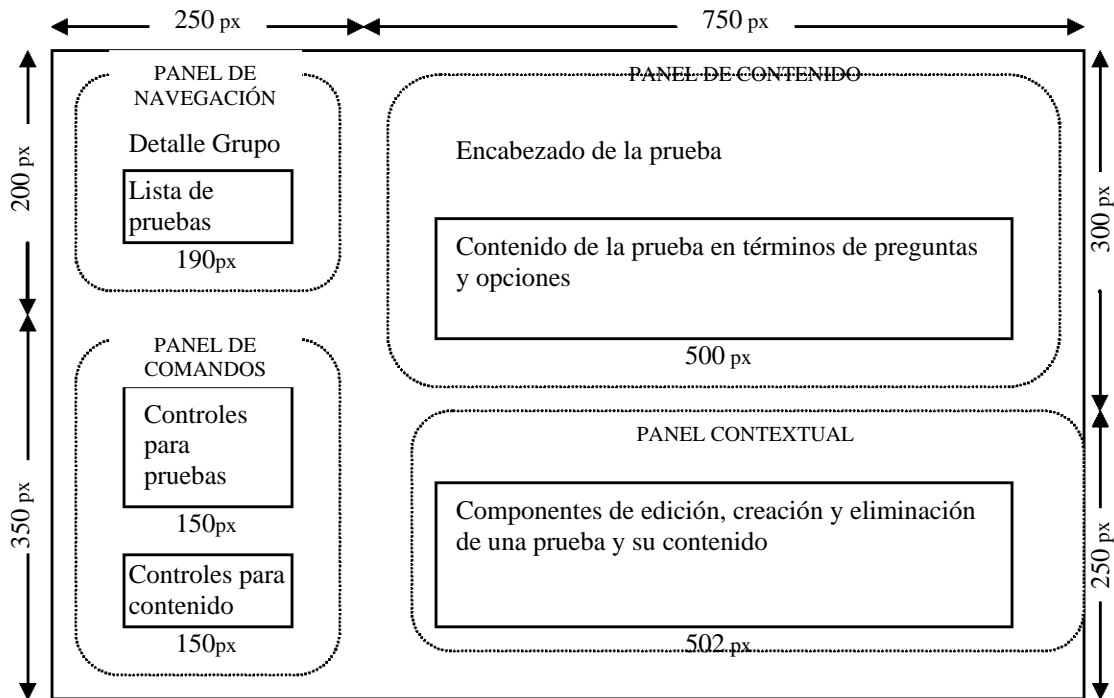 250 px
750 px
200 px
350 px
PANEL DE
NAVEGACIÓN
Detalle Grupo
Lista de
pruebas
190px
PANEL DE
COMANDOS
Controles
para
pruebas
150px
Controles para
contenido
150px
PANEL DE CONTENIDO
Encabezado de la prueba
Contenido de la prueba en términos de preguntas
y opciones
500 px
PANEL CONTEXTUAL
Componentes de edición, creación y eliminación
de una prueba y su contenido
502 px
300 px
250 px